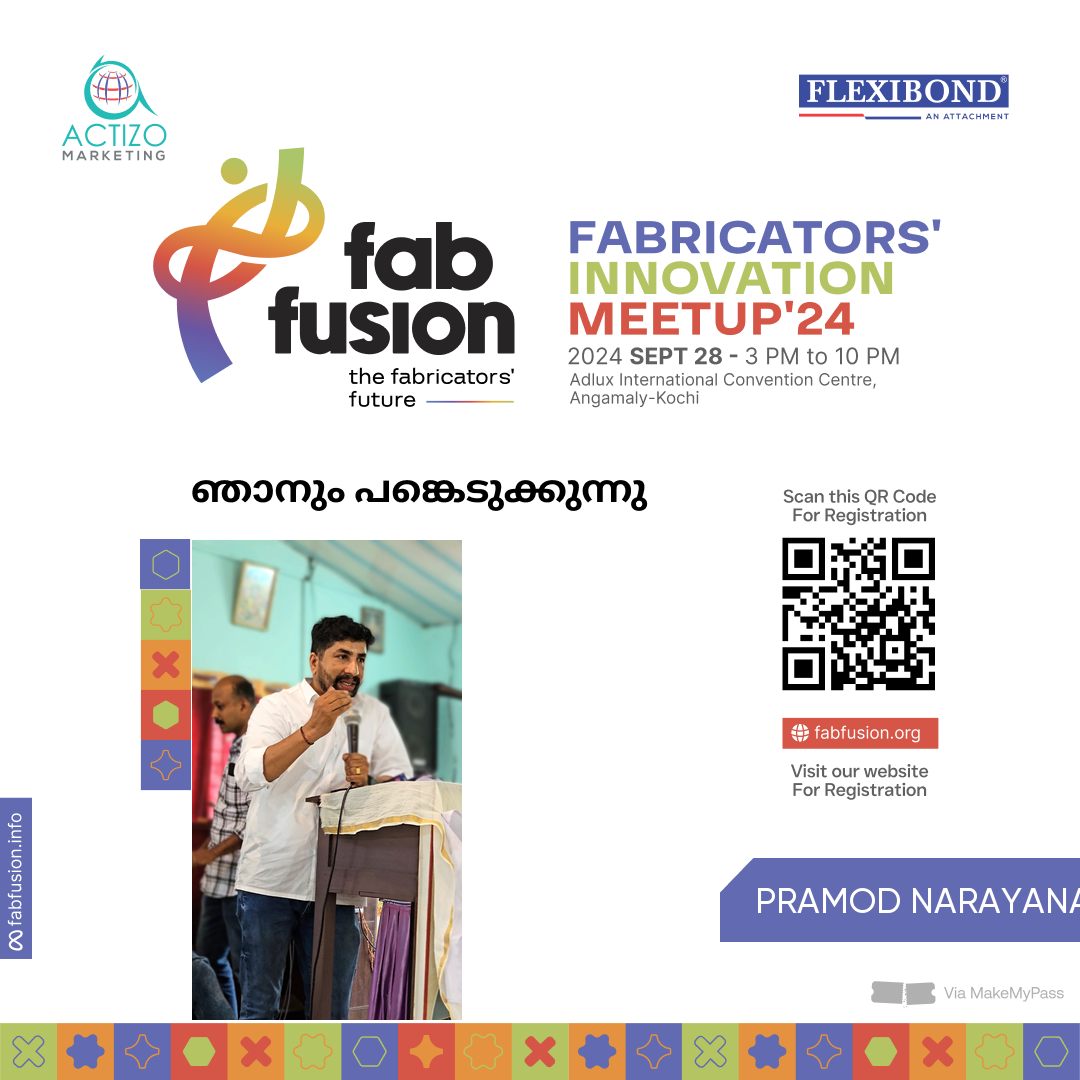 ACTIZO
MARKETING
FLEXIBOND®
AN ATTACHMENT
fab
fusion
the fabricators'
future
FABRICATORS'
INNOVATION
MEETUP'24
2024 SEPT 28 - 3 PM to 10 PM
Adlux International Convention Centre,
Angamaly-Kochi
ഞാനും പങ്കെടുക്കുന്നു
Scan this QR Code
For Registration
fabfusion.org
Visit our website
For Registration
fabfusion.info
PRAMOD NARAYANA
Via MakeMyPass